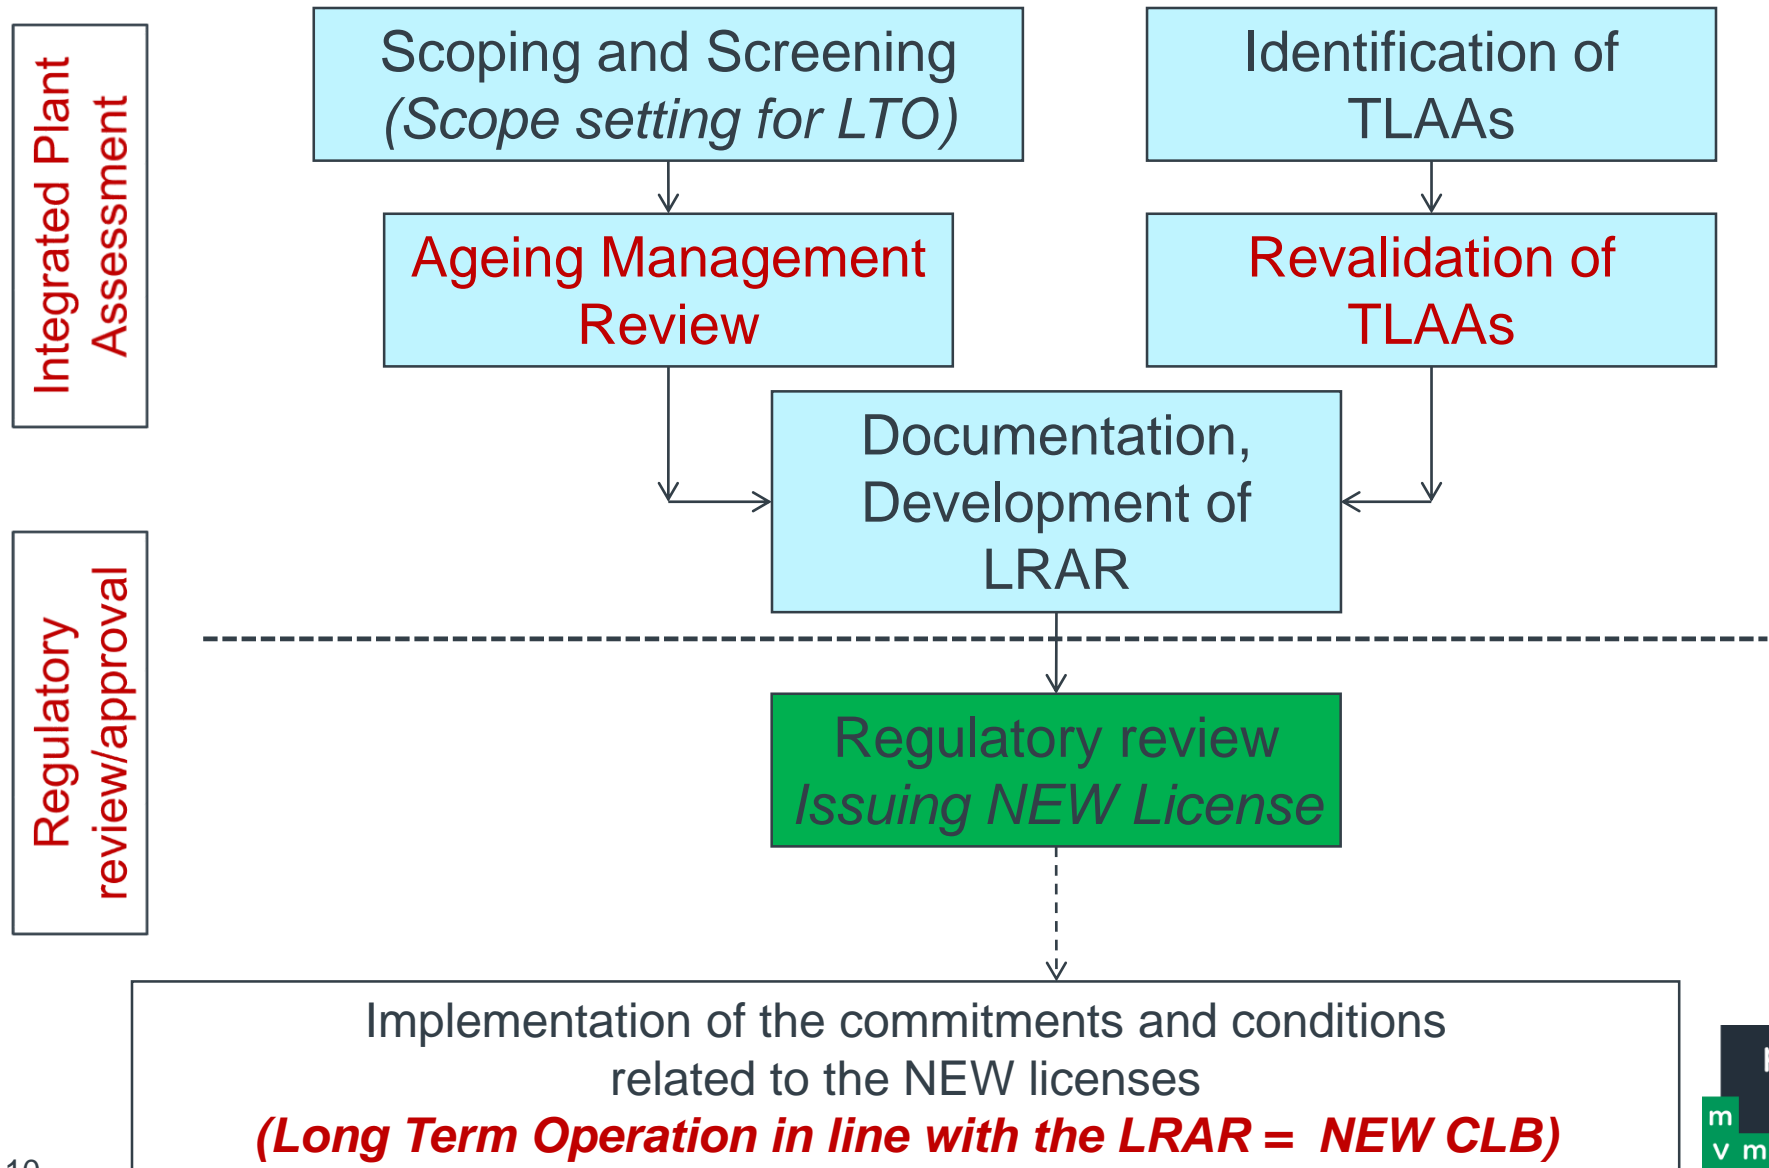 Integrated Plant
Assessment
Scoping and Screening
(Scope setting for LTO)
Identification of
TLAAs
Ageing Management
Review
Revalidation of
TLAAs
Documentation,
Development of
LRAR
Regulatory
review/approval
Regulatory review
Issuing NEW License
Implementation of the commitments and conditions
related to the NEW licenses
(Long Term Operation in line with the LRAR = NEW CLB)
m
v m